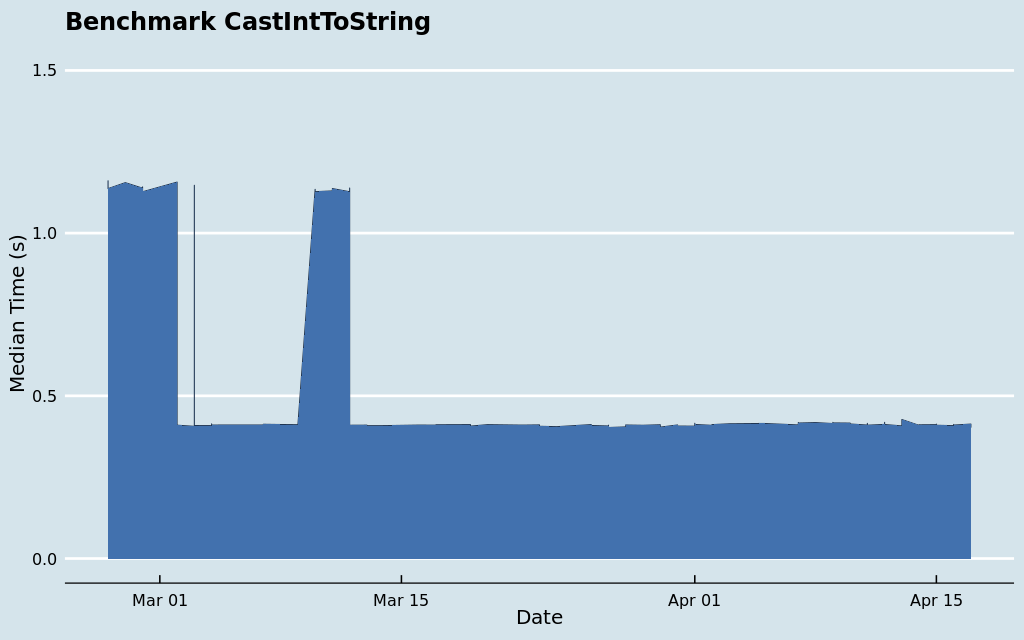 Benchmark CastIntToString
Median Time (s)
1.5
1.0
0.5
0.0
Mar 01
Mar 15
Apr 01
Apr 15
Date